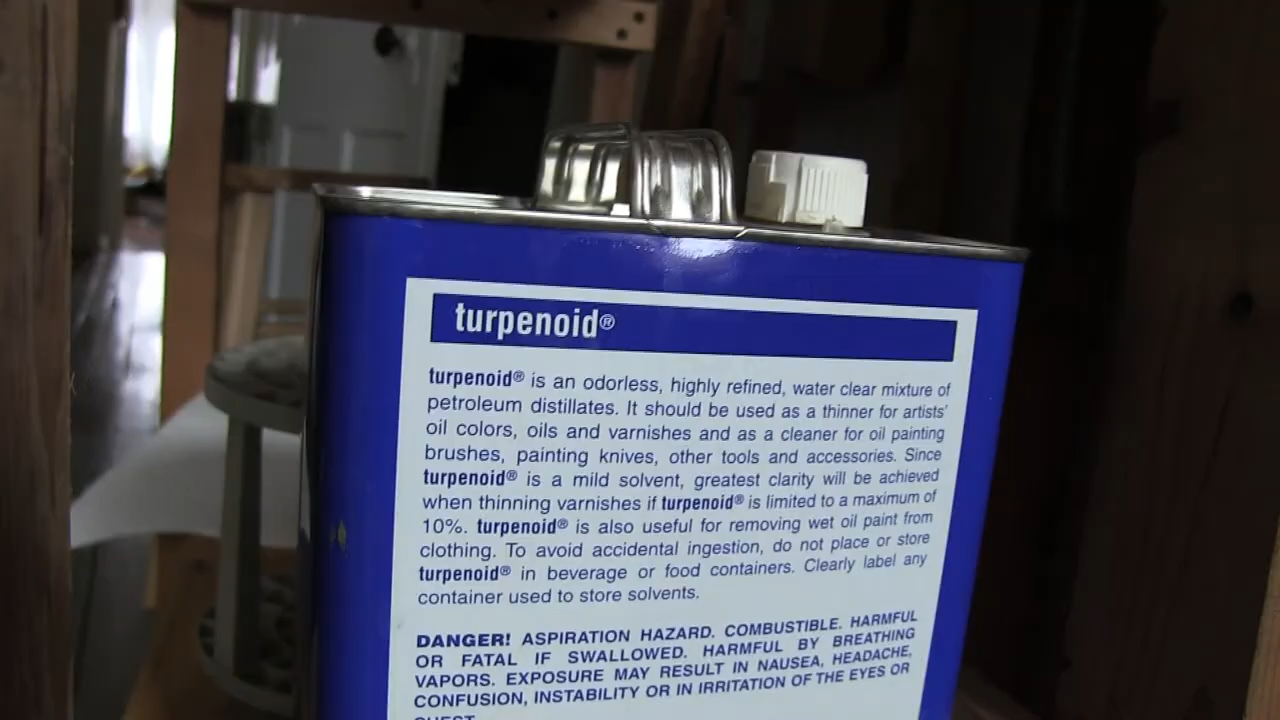 turpenoid®
turpenoid® is an odorless, highly refined, water clear mixture of
petroleum distillates. It should be used as a thinner for artists'
oil colors, oils and varnishes and as a cleaner for oil painting
brushes, painting knives, other tools and accessories. Since
turpenoid® is a mild solvent, greatest clarity will be achieved
when thinning varnishes if turpenoid® is limited to a maximum of
10%. turpenoid® is also useful for removing wet oil paint from
clothing. To avoid accidental ingestion, do not place or store
turpenoid® in beverage or food containers. Clearly label any
container used to store solvents.
DANGER! ASPIRATION HAZARD. COMBUSTIBLE. HARMFUL
OR FATAL IF SWALLOWED. HARMFUL BY BREATHING
VAPORS. EXPOSURE MAY RESULT IN NAUSEA, HEADACHE,
CONFUSION, INSTABILITY OR IN IRRITATION OF THE EYES OR